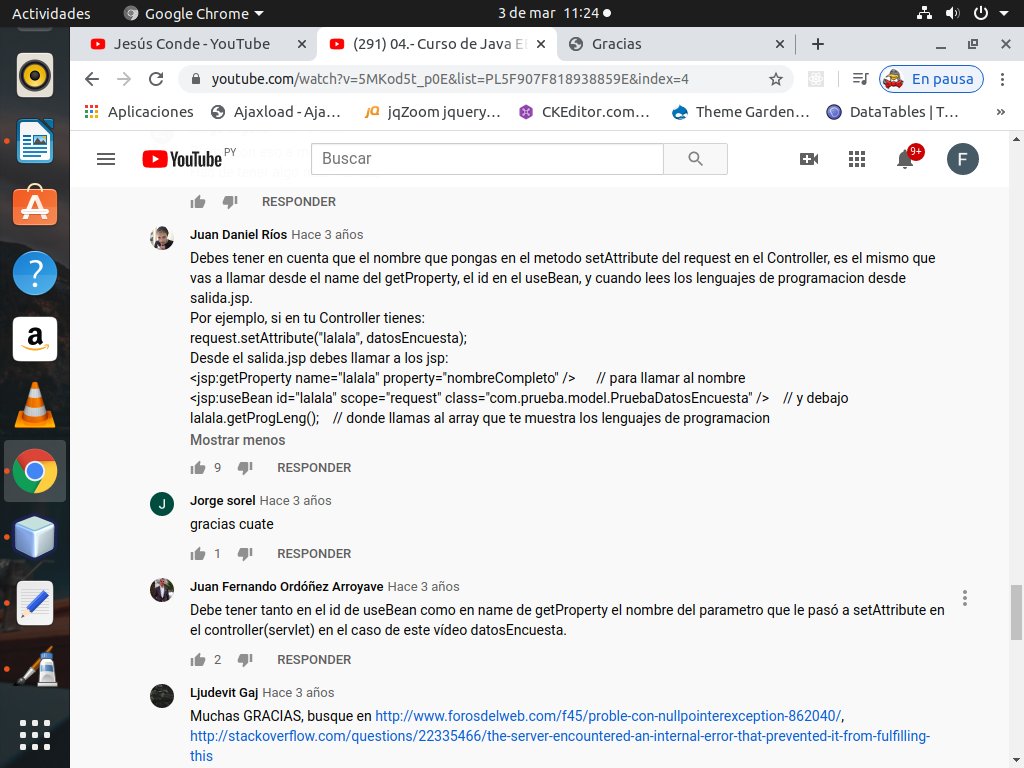 Actividades
Google Chrome
3 de mar 11:24
Jesús Conde - YouTube
(291) 04.- Curso de Java E
Gracias
youtube.com/watch?v=5MKod5t_p0E&list=PL5F907F818938859E&index=4
En pausa
Aplicaciones
Ajaxload - Aja...
jqZoom jquery...
CKEditor.com...
Theme Garden...
DataTables | T...
»
YouTube PY
Buscar
9+
F
RESPONDER
Juan Daniel Ríos Hace 3 años
Debes tener en cuenta que el nombre que pongas en el metodo setAttribute del request en el Controller, es el mismo que
vas a llamar desde el name del getProperty, el id en el useBean, y cuando lees los lenguajes de programacion desde
salida.jsp.
Por ejemplo, si en tu Controller tienes:
request.setAttribute("lalala", datosEncuesta);
Desde el salida.jsp debes llamar a los jsp:
<jsp:getProperty name="lalala" property="nombreCompleto" /> // para llamar al nombre
<jsp:useBean id="lalala" scope="request" class="com.prueba.model.PruebaDatosEncuesta" /> // y debajo
lalala.getProgLeng(); // donde llamas al array que te muestra los lenguajes de programacion
Mostrar menos
9 RESPONDER
J
Jorge sorel Hace 3 años
gracias cuate
1 RESPONDER
Juan Fernando Ordóñez Arroyave Hace 3 años
Debe tener tanto en el id de useBean como en name de getProperty el nombre del parametro que le pasó a setAttribute en
el controller(servlet) en el caso de este vídeo datosEncuesta.
2 RESPONDER
Ljudevit Gaj Hace 3 años
Muchas GRACIAS, busque en http://www.forosdelweb.com/f45/proble-con-nullpointerexception-862040/,
http://stackoverflow.com/questions/22335466/the-server-encountered-an-internal-error-that-prevented-it-from-fulfilling-
this